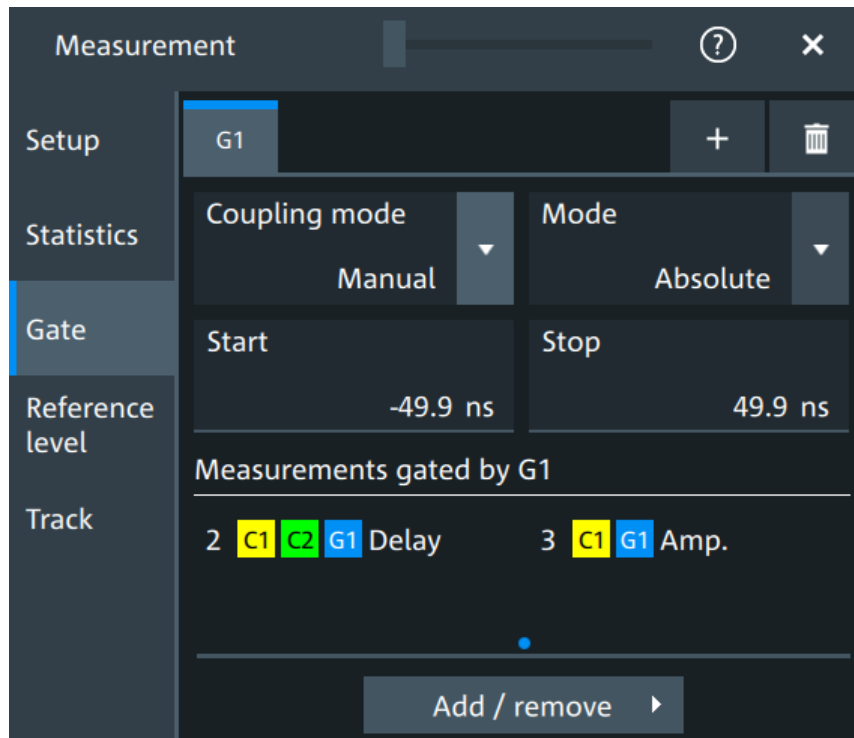 Measurement ? ×
Setup
Statistics
Gate
Reference
level
Track
G1 +
Coupling mode
Manual
Mode
Absolute
Start
-49.9 ns
Stop
49.9 ns
Measurements gated by G1
2 C1 C2 G1 Delay
3 C1 G1 Amp.
Add / remove